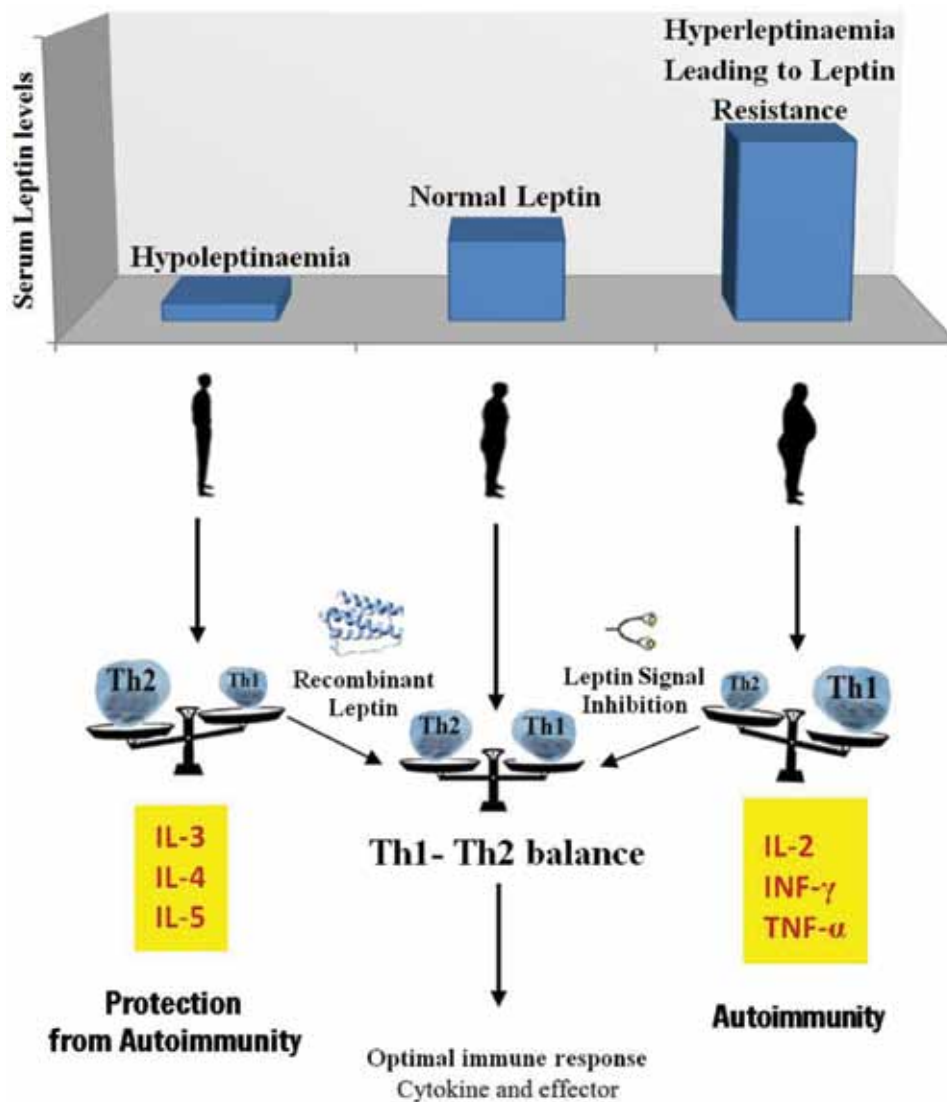 Serum Leptin levels
Hyperleptinaemia
Leading to Leptin
Resistance
Normal Leptin
Hypoleptinaemia
Th2
Th1
Recombinant
Leptin
Th2
Th1
Leptin Signal
Inhibition
Th2
Th1
IL-3
IL-4
IL-5
Th1- Th2 balance
IL-2
INF-γ
TNF-α
Protection
from Autoimmunity
Autoimmunity
Optimal immune response
Cytokine and effector